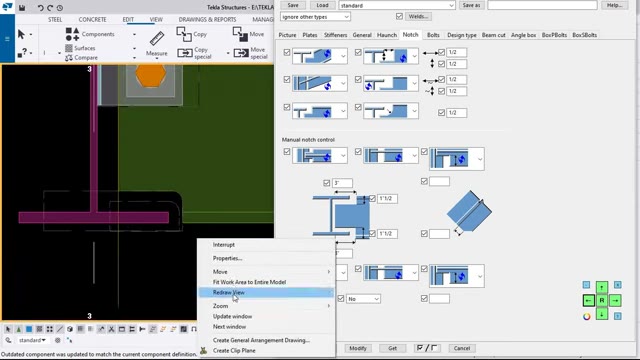 Tekla Structures - E:\TEKLA
STEEL
CONCRETE
EDIT
VIEW
DRAWINGS & REPORTS
MANAGE
Components
Surfaces
Compare
Measure
Copy special
Copy
Move special
Move
Save
Load
standard
Save as
Help...
ignore other types
Welds...
Picture
Plates
Stiffeners
General
Haunch
Notch
Bolts
Design type
Beam cut
Angle box
BoxPBolts
BoxSBolts
1/2
1/2
1/2
1/2
1/2
Manual notch control
3"
1"1/2
1"1/2
No
3
3
Interrupt
Properties...
Move
Fit Work Area to Entire Model
Redraw View
Zoom
Update window
Next window
Create General Arrangement Drawing...
Create Clip Plane
standard
Outdated component was updated to match the current component definition.
Modify
Get
Cancel
R